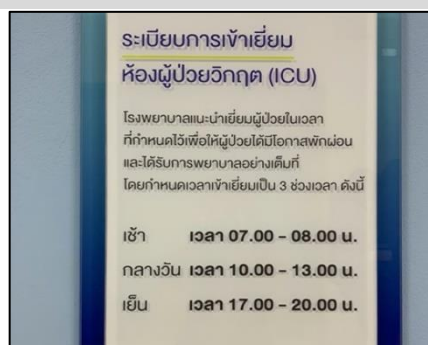 ระเบียบการเข้าเยี่ยม
ห้องผู้ป่วยวิกฤต (ICU)
โรงพยาบาลแนะนำเยี่ยมผู้ป่วยในเวลา
ที่กำหนดไว้เพื่อให้ผู้ป่วยได้มีโอกาสพักผ่อน
และได้รับการพยาบาลอย่างเต็มที่
โดยกำหนดเวลาเข้าเยี่ยมเป็น 3 ช่วงเวลา ดังนี้
เช้า เวลา 07.00 - 08.00 น.
กลางวัน เวลา 10.00 - 13.00 น.
เย็น เวลา 17.00 - 20.00 น.